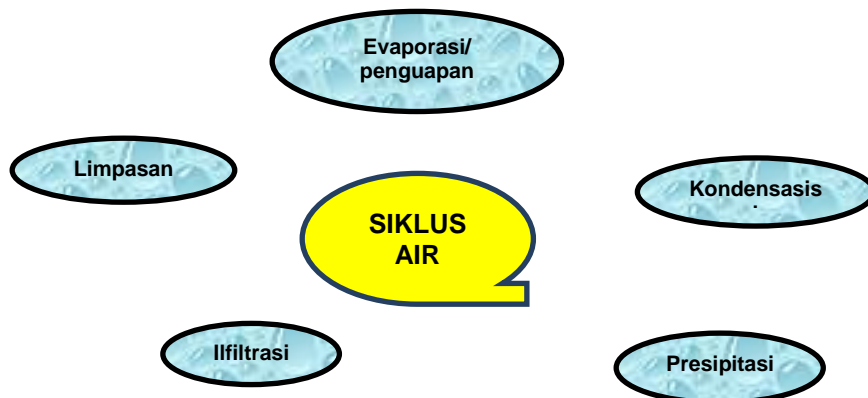 Evaporasi/
penguapan
Limpasan
Kondensasis
SIKLUS
AIR
Ilfiltrasi
Presipitasi